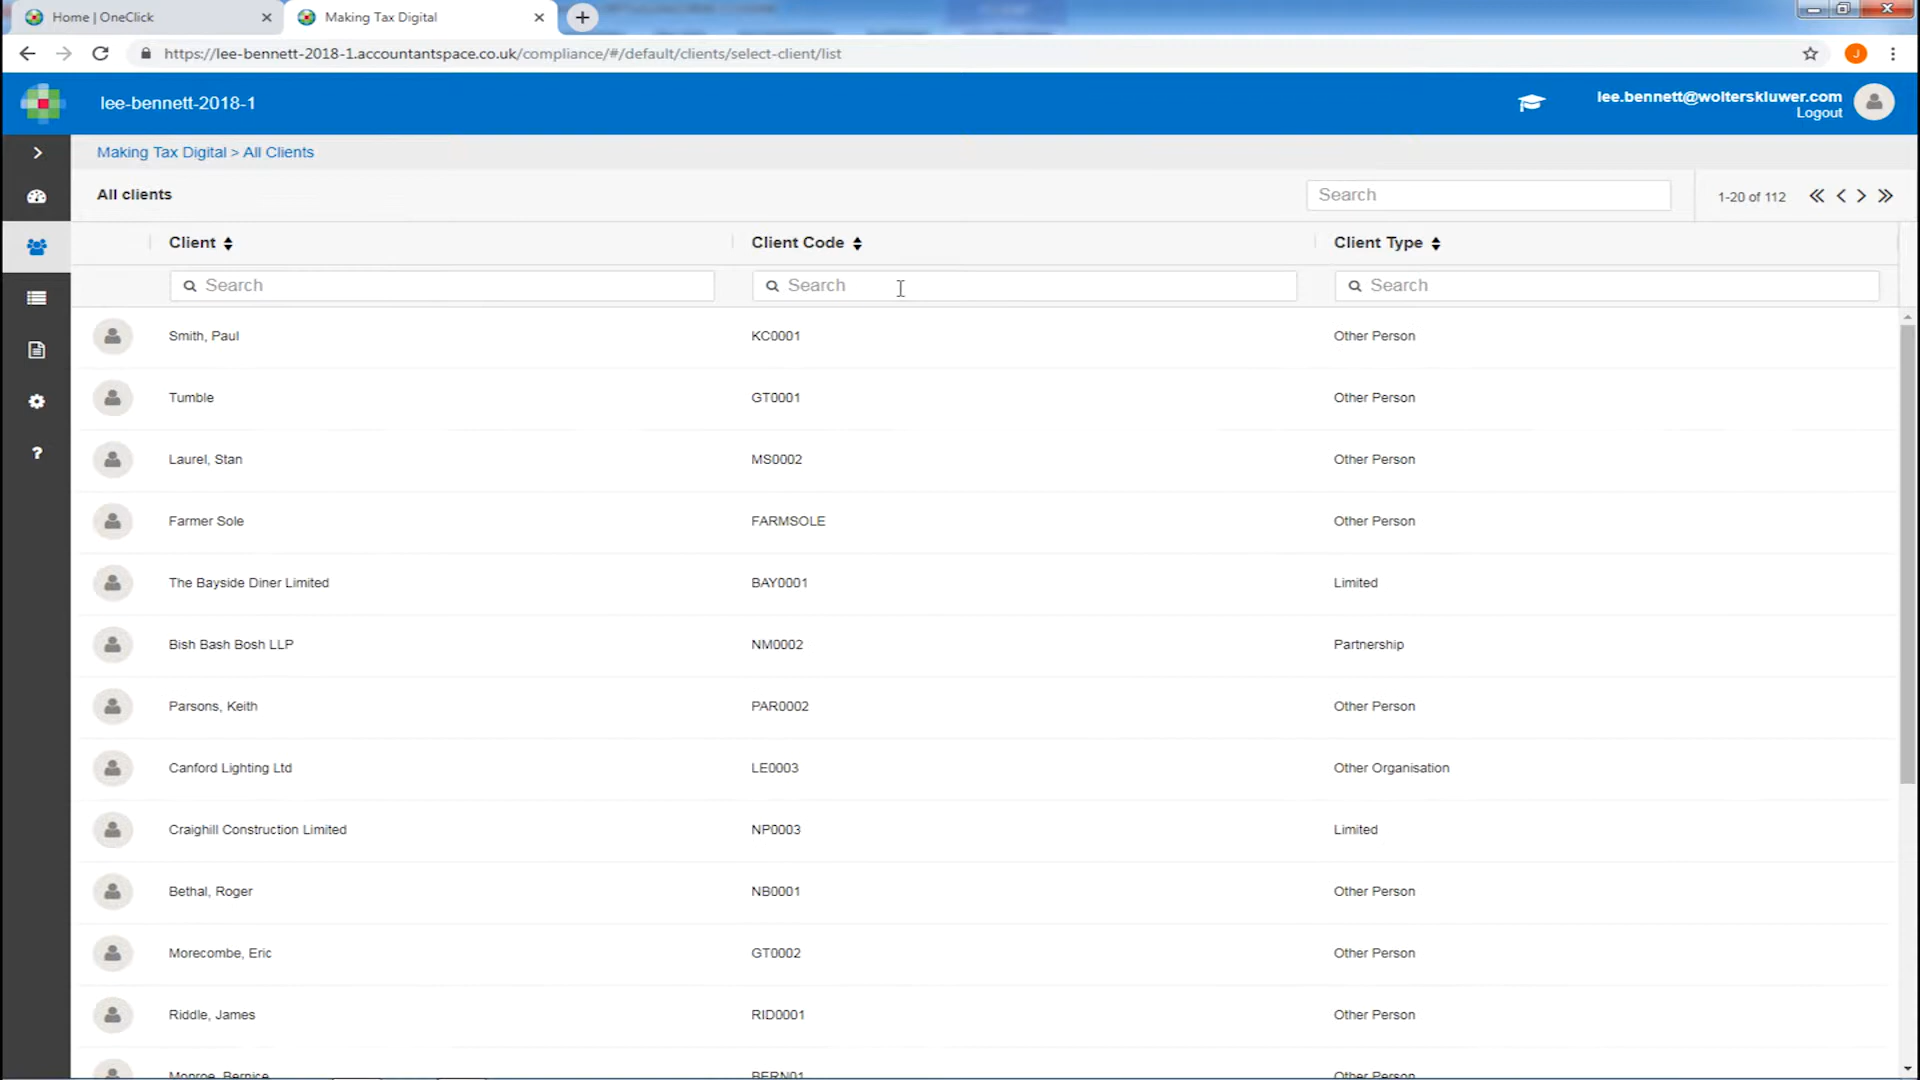 Home | OneClick
Making Tax Digital
https://lee-bennett-2018-1.accountantspace.co.uk/compliance/#/default/clients/select-client/list
J
lee-bennett-2018-1
lee.bennett@wolterskluwer.com
Logout
Making Tax Digital > All Clients
All clients
Search
1-20 of 112
Client
Client Code
Client Type
Search
Search
Search
Smith, Paul KC0001 Other Person
Tumble GT0001 Other Person
Laurel, Stan MS0002 Other Person
Farmer Sole FARMSOLE Other Person
The Bayside Diner Limited BAY0001 Limited
Bish Bash Bosh LLP NM0002 Partnership
Parsons, Keith PAR0002 Other Person
Canford Lighting Ltd LE0003 Other Organisation
Craighill Construction Limited NP0003 Limited
Bethal, Roger NB0001 Other Person
Morecombe, Eric GT0002 Other Person
Riddle, James RID0001 Other Person
Monroe, Bernice BERN01 Other Person